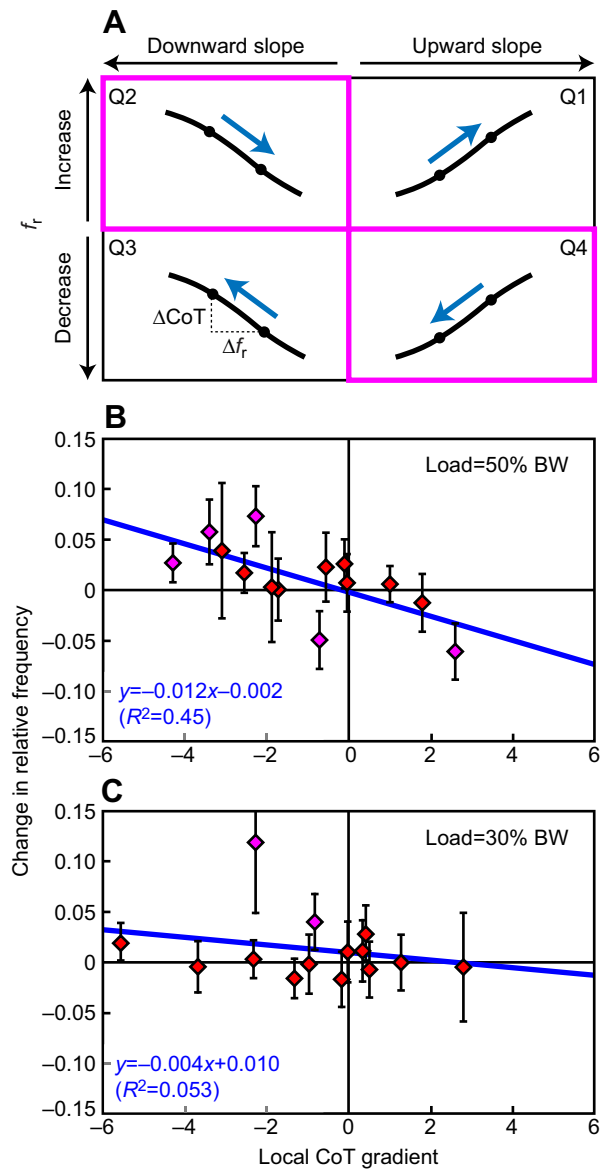 A
Downward slope
Upward slope
Q2
Q1
Increase
fr
Decrease
Q3
Q4
ΔCoT
Δfr
B
0.15
Load=50% BW
0.10
0.05
0
–0.05
–0.10
y=–0.012x–0.002
(R²=0.45)
–0.15
–6
–4
–2
0
2
4
6
Change in relative frequency
C
0.15
Load=30% BW
0.10
0.05
0
–0.05
–0.10
y=–0.004x+0.010
(R²=0.053)
–0.15
–6
–4
–2
0
2
4
6
Local CoT gradient